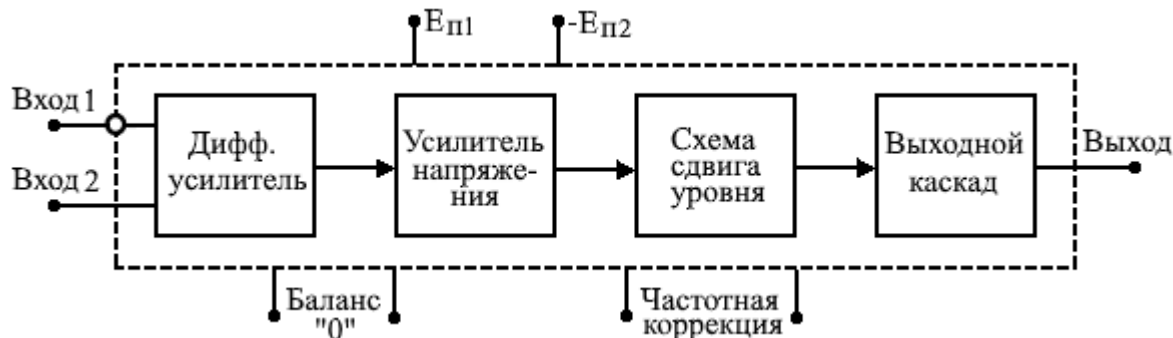 Eп1
-Eп2
Вход 1
Вход 2
Дифф.
усилитель
Усилитель
напряже-
ния
Схема
сдвига
уровня
Выходной
каскад
Выход
Баланс
"0"
Частотная
коррекция